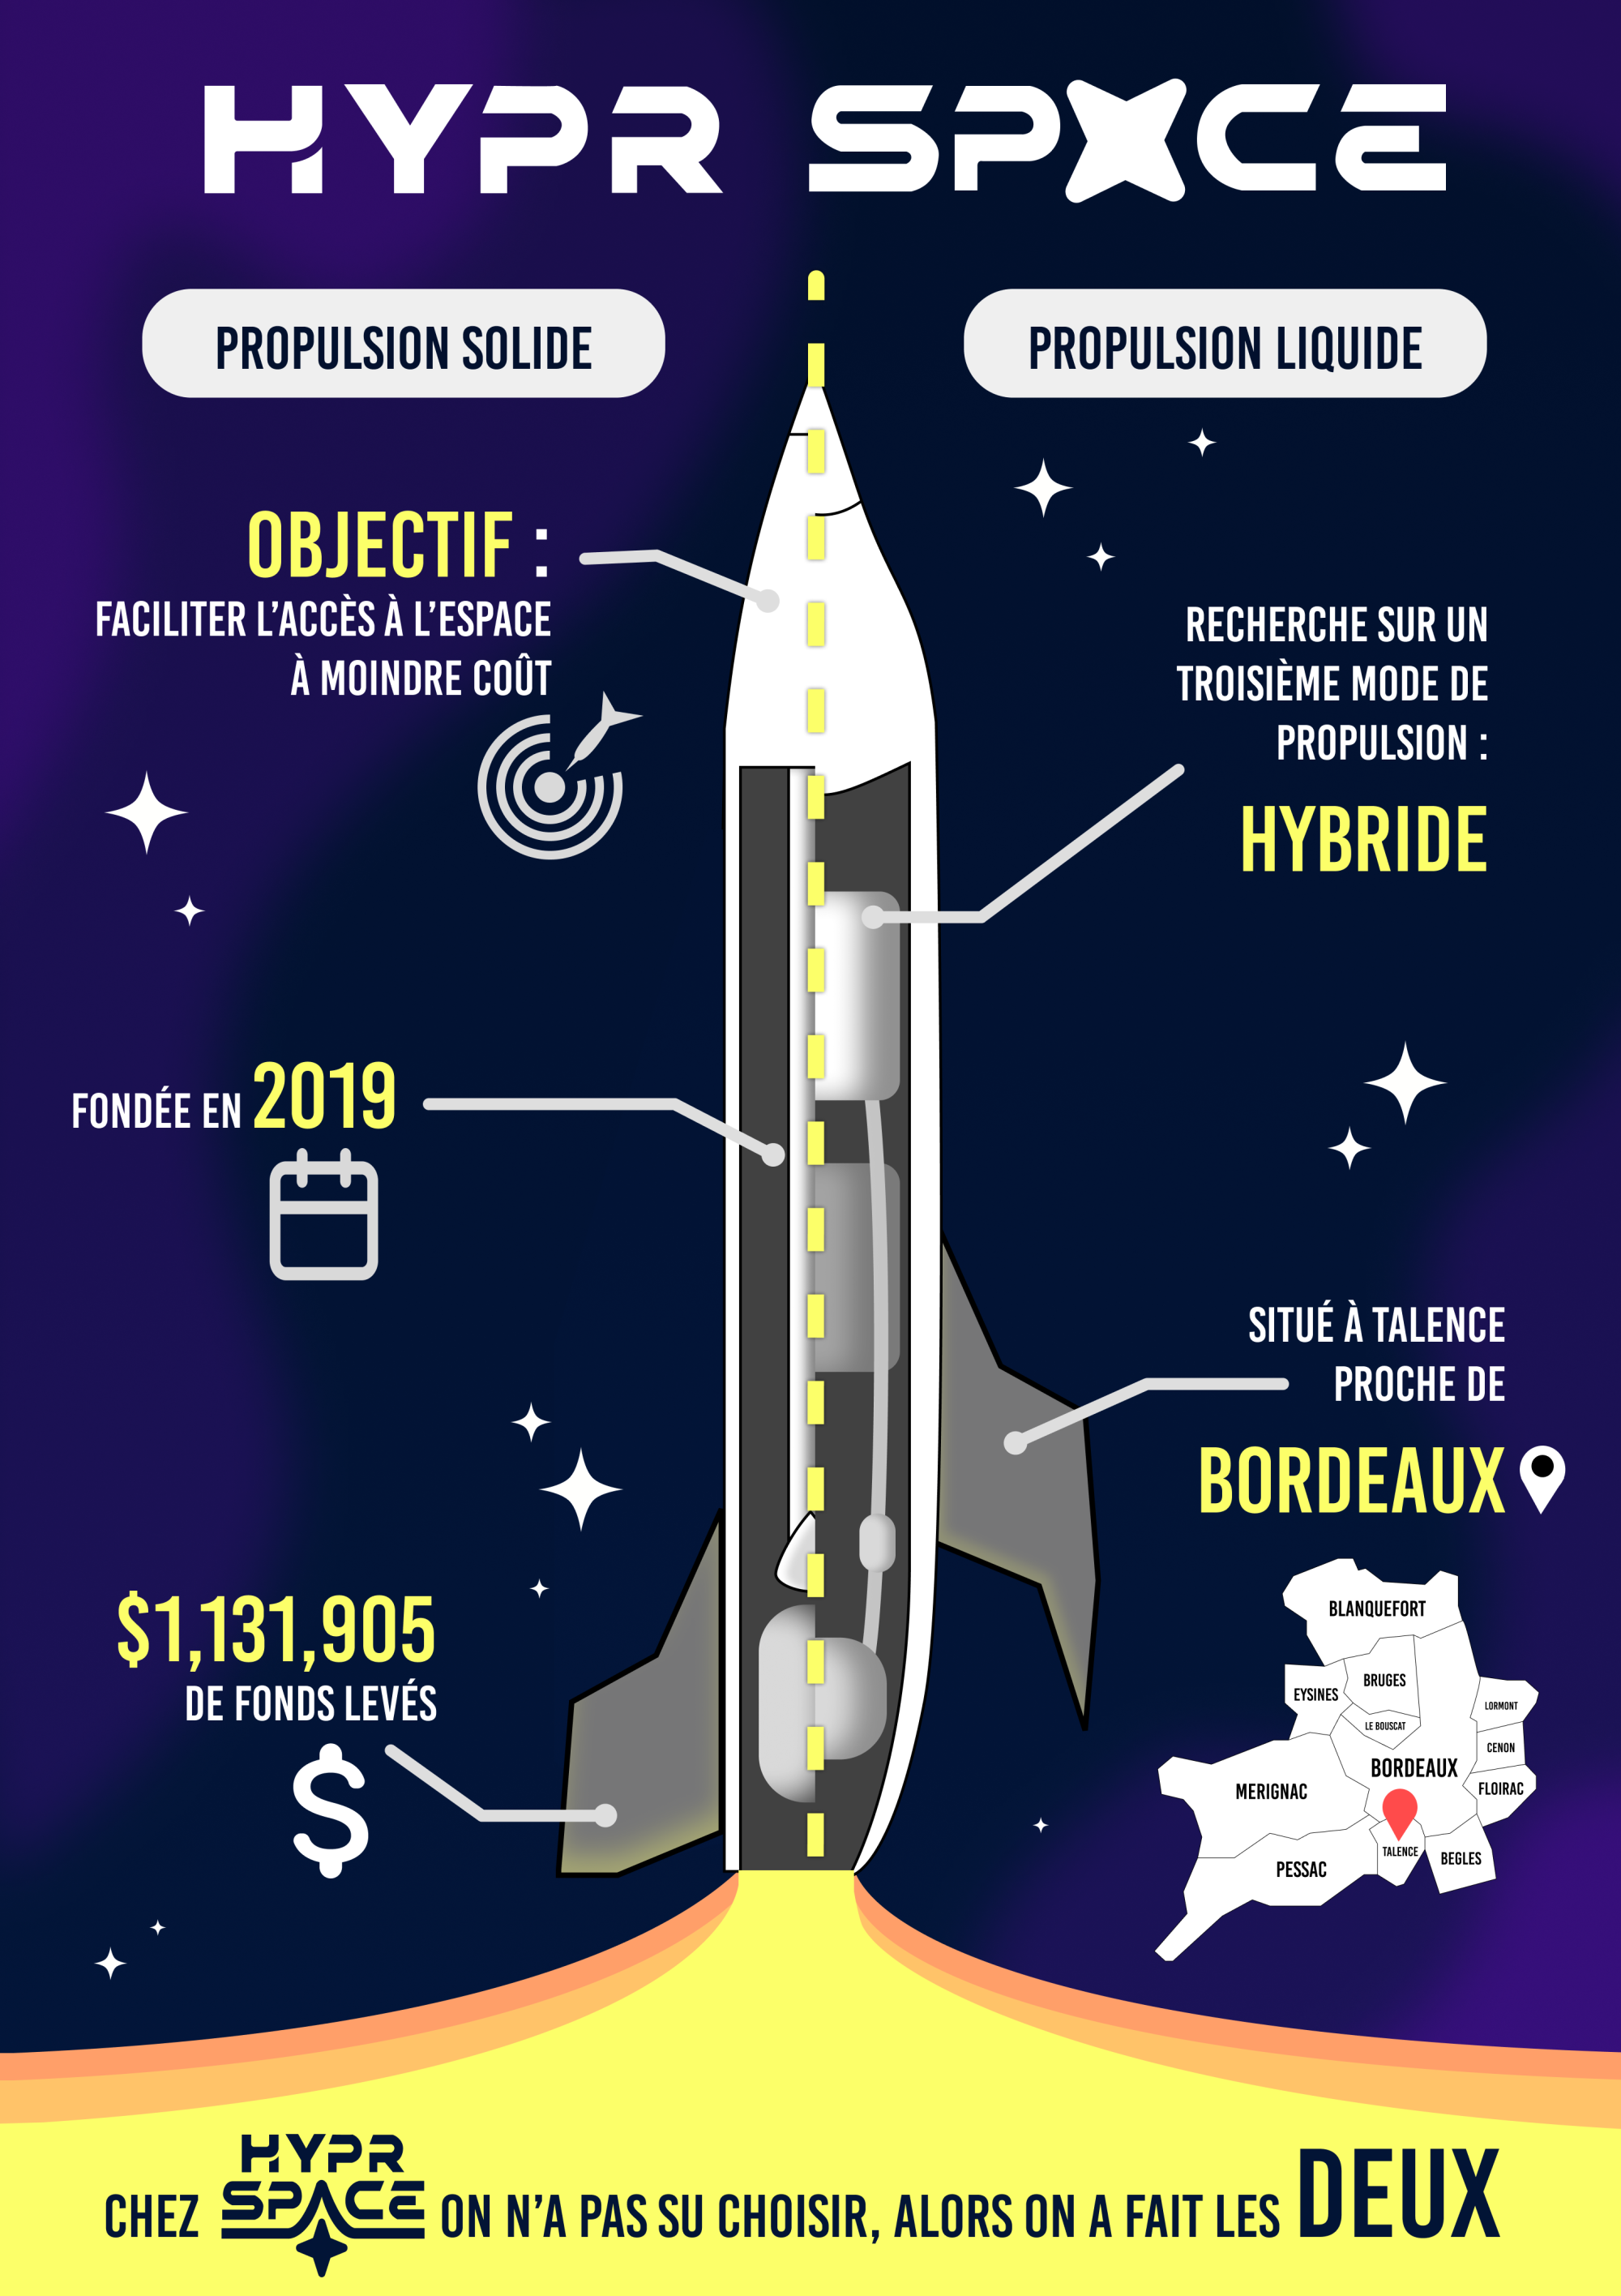 HYPR SPACE
PROPULSION SOLIDE
PROPULSION LIQUIDE
OBJECTIF :
FACILITER L'ACCÈS À L'ESPACE
À MOINDRE COÛT
RECHERCHE SUR UN
TROISIÈME MODE DE
PROPULSION :
HYBRIDE
FONDÉE EN 2019
SITUÉ À TALENCE
PROCHE DE
BORDEAUX
$1,131,905
DE FONDS LEVÉS
$
BLANQUEFORT
BRUGES
EYSINES
LORMONT
LE BOUSCAT
CENON
BORDEAUX
MERIGNAC
FLOIRAC
TALENCE
BEGLES
PESSAC
CHEZ HYPR SPACE ON N'A PAS SU CHOISIR, ALORS ON A FAIT LES DEUX